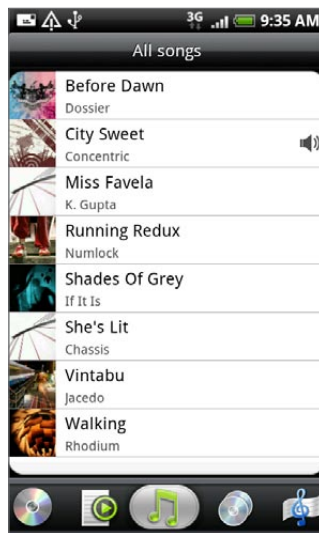 3G 9:35 AM
All songs
Before Dawn
Dossier
City Sweet
Concentric
Miss Favela
K. Gupta
Running Redux
Numlock
Shades Of Grey
If It Is
She's Lit
Chassis
Vintabu
Jacedo
Walking
Rhodium